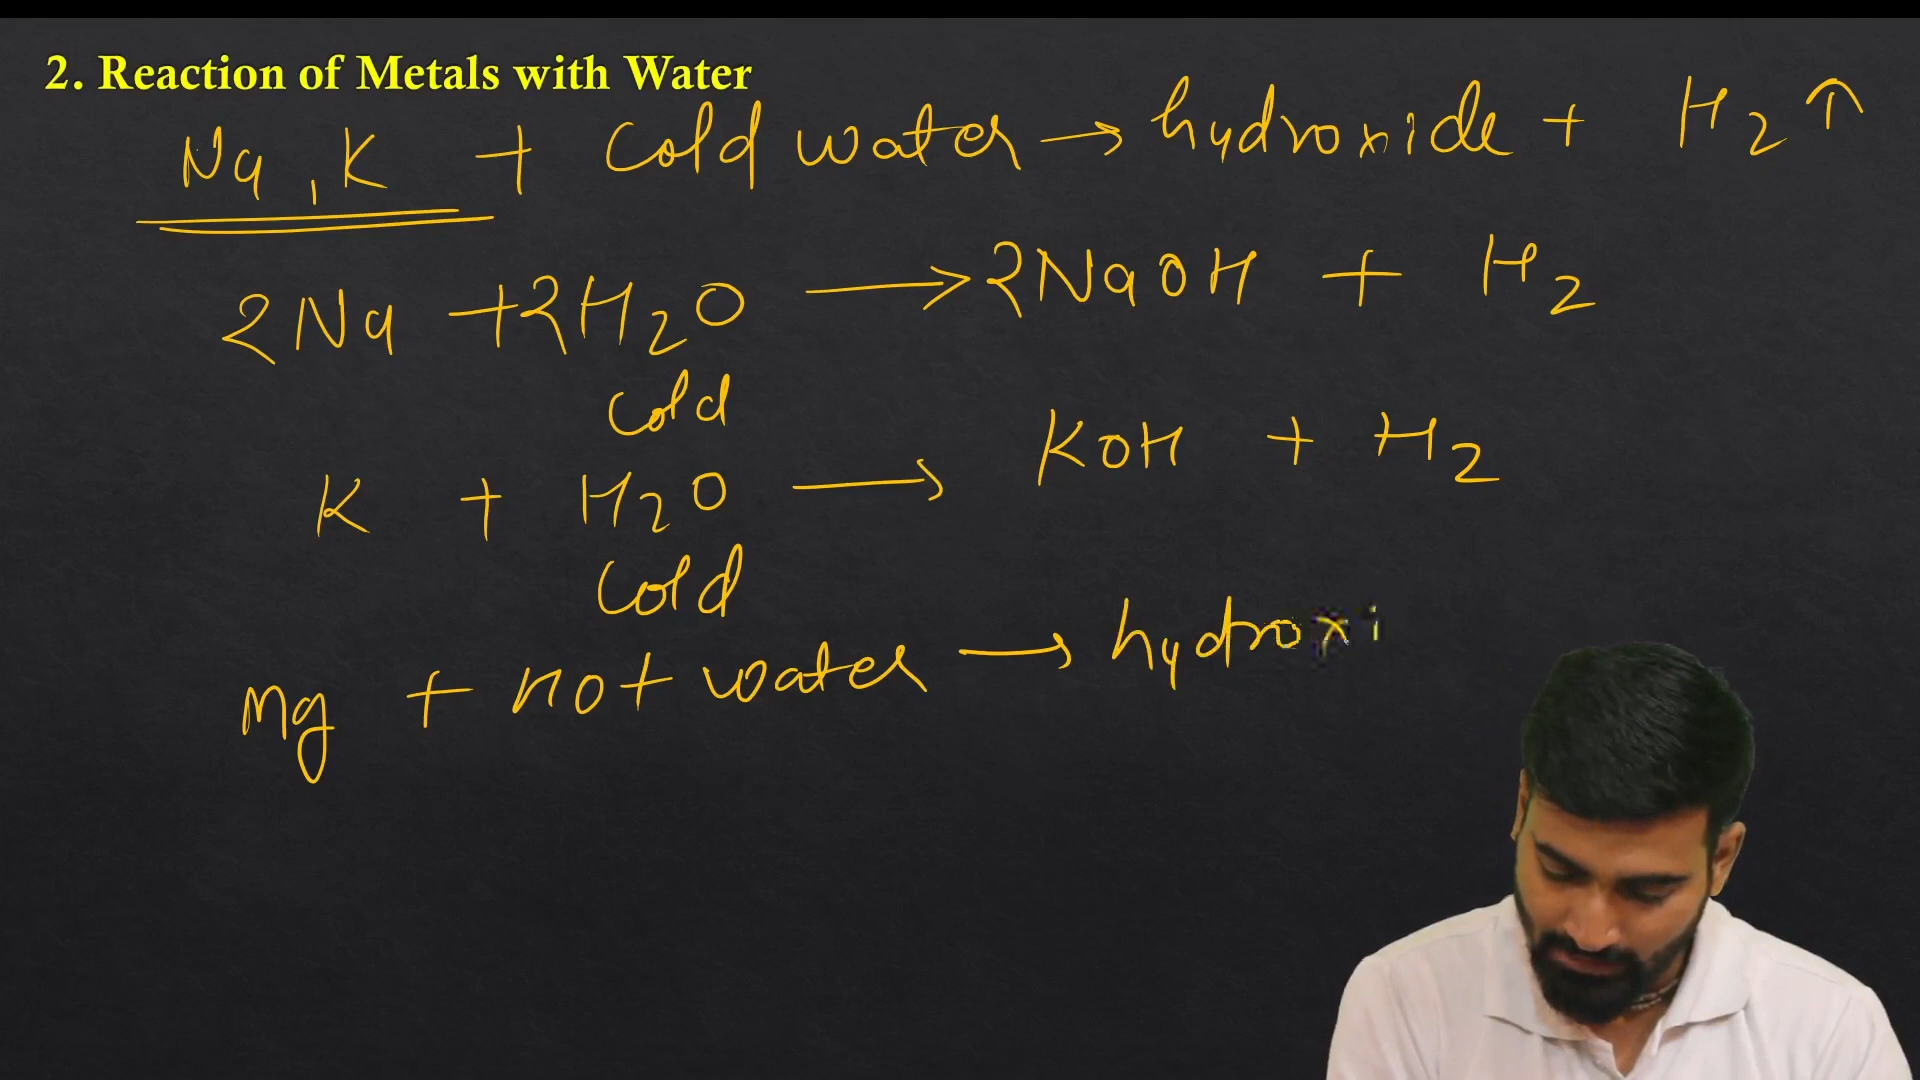 2. Reaction of Metals with Water
Na, K + Cold water → hydroxide + H₂ ↑
2Na + 2H₂O → 2NaOH + H₂
Cold
K + H₂O → KOH + H₂
Cold
Mg + hot water → hydroxi